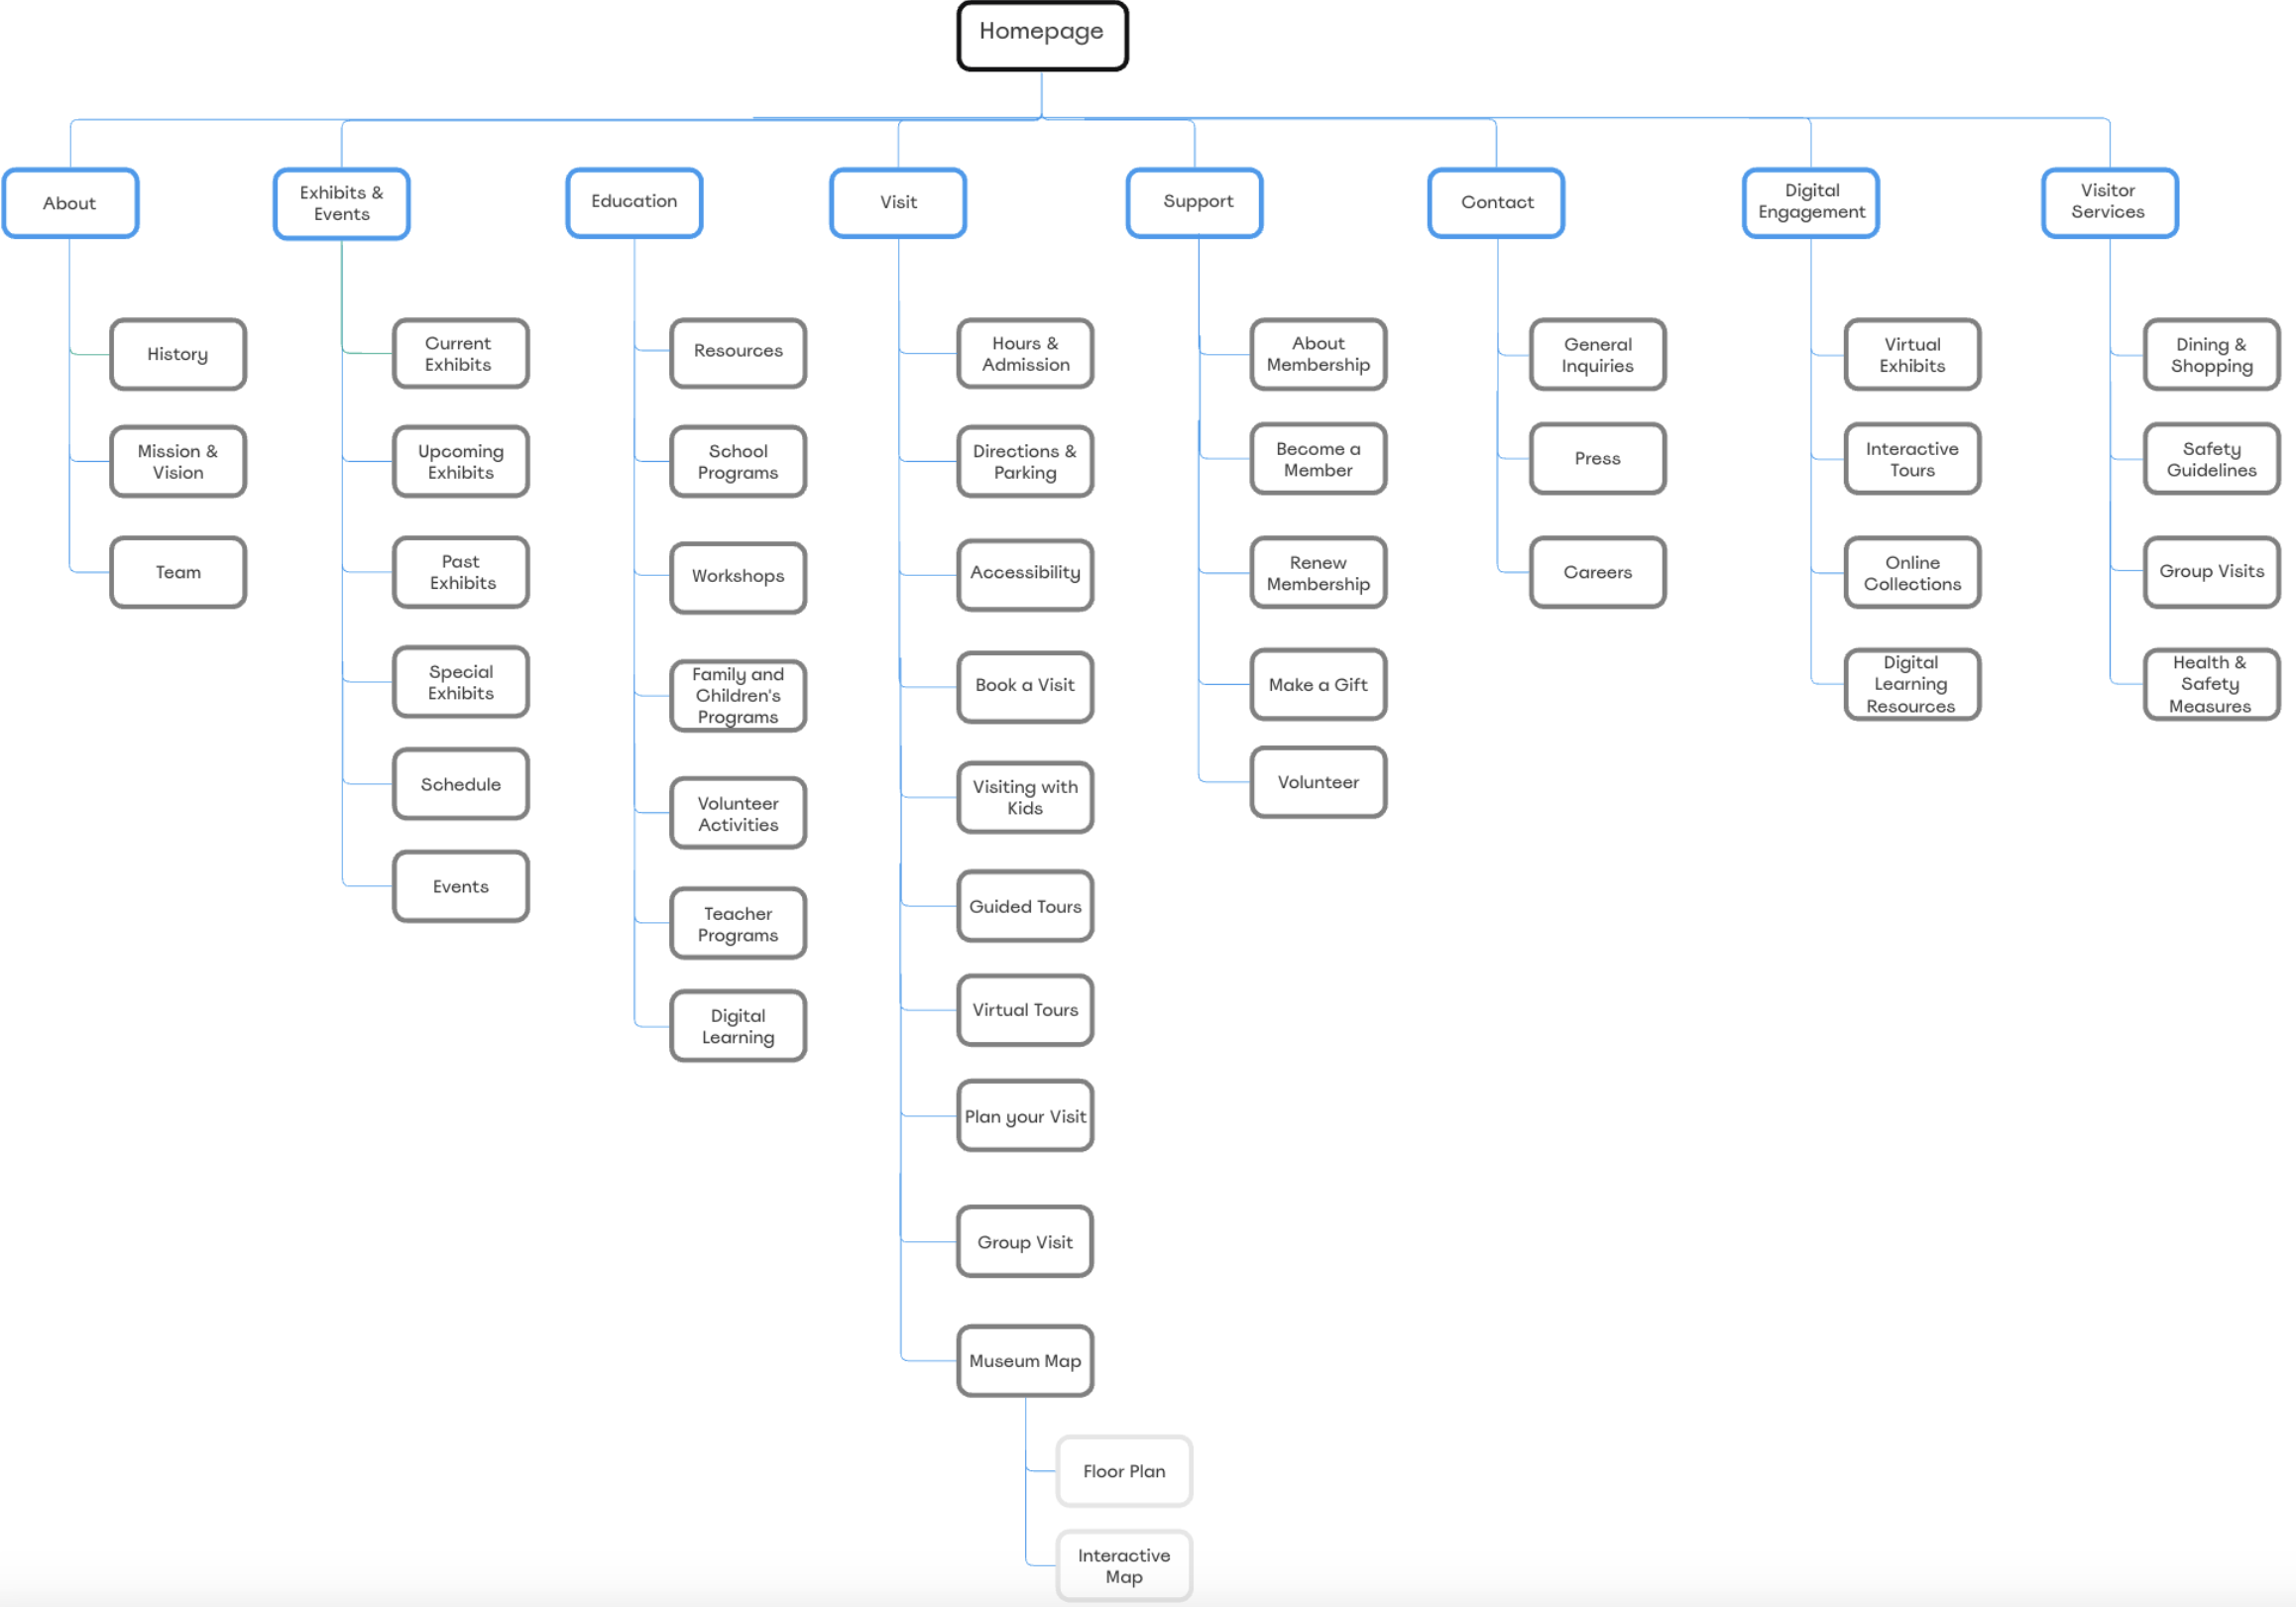 Homepage
About
Exhibits &
Events
Education
Visit
Support
Contact
Digital
Engagement
Visitor
Services
History
Mission &
Vision
Team
Current
Exhibits
Upcoming
Exhibits
Past
Exhibits
Special
Exhibits
Schedule
Events
Resources
School
Programs
Workshops
Family and
Children's
Programs
Volunteer
Activities
Teacher
Programs
Digital
Learning
Hours &
Admission
Directions &
Parking
Accessibility
Book a Visit
Visiting with
Kids
Guided Tours
Virtual Tours
Plan your Visit
Group Visit
Museum Map
Floor Plan
Interactive
Map
About
Membership
Become a
Member
Renew
Membership
Make a Gift
Volunteer
General
Inquiries
Press
Careers
Virtual
Exhibits
Interactive
Tours
Online
Collections
Digital
Learning
Resources
Dining &
Shopping
Safety
Guidelines
Group Visits
Health &
Safety
Measures